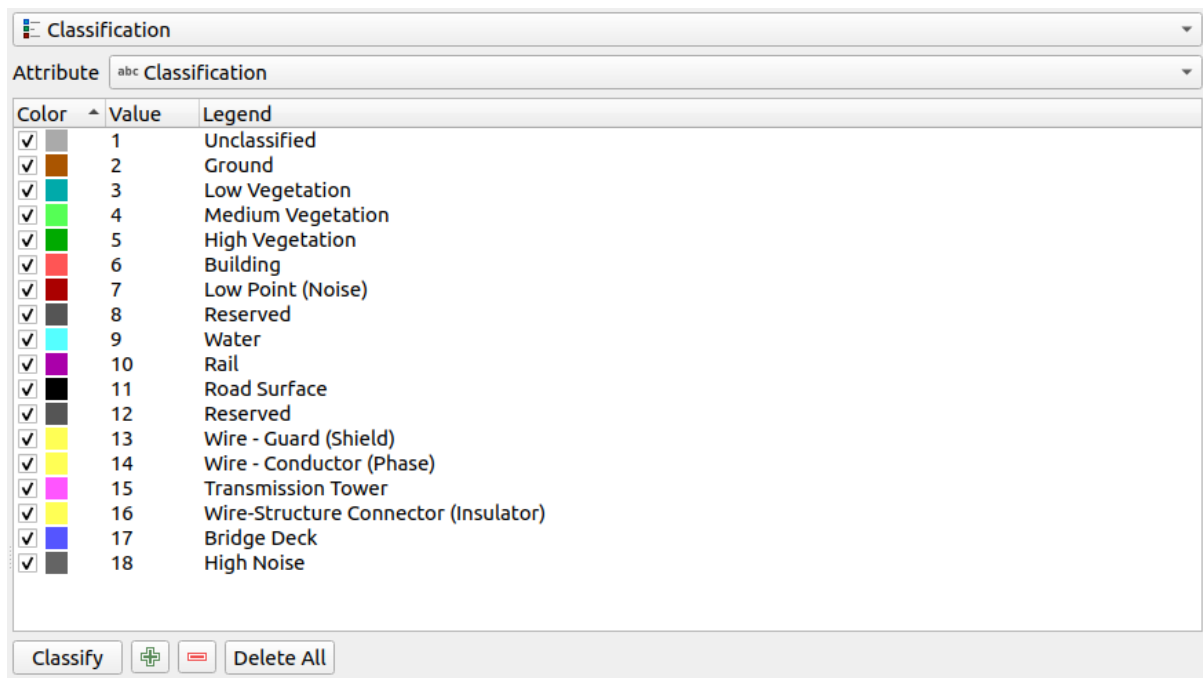 Classification
Attribute abc Classification
Color Value Legend
1 Unclassified
2 Ground
3 Low Vegetation
4 Medium Vegetation
5 High Vegetation
6 Building
7 Low Point (Noise)
8 Reserved
9 Water
10 Rail
11 Road Surface
12 Reserved
13 Wire - Guard (Shield)
14 Wire - Conductor (Phase)
15 Transmission Tower
16 Wire-Structure Connector (Insulator)
17 Bridge Deck
18 High Noise
Classify Delete All